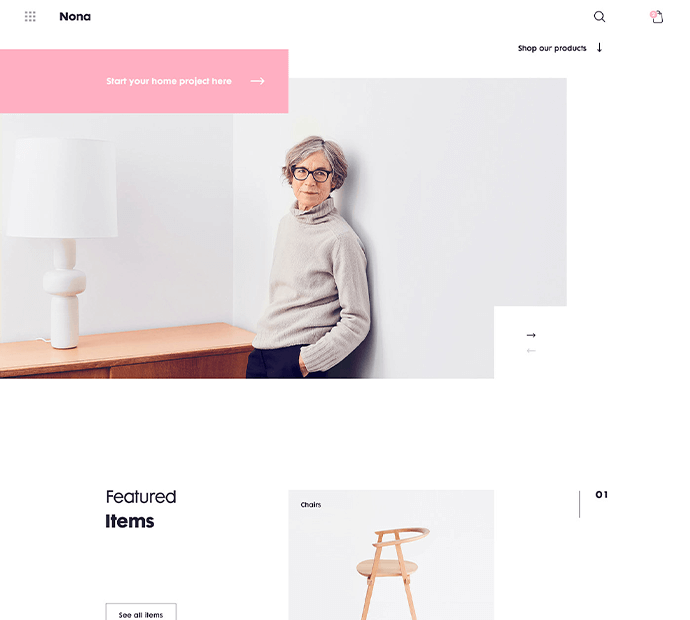 Nona
Shop our products
Start your home project here
Featured
Items
Chairs
01
See all items